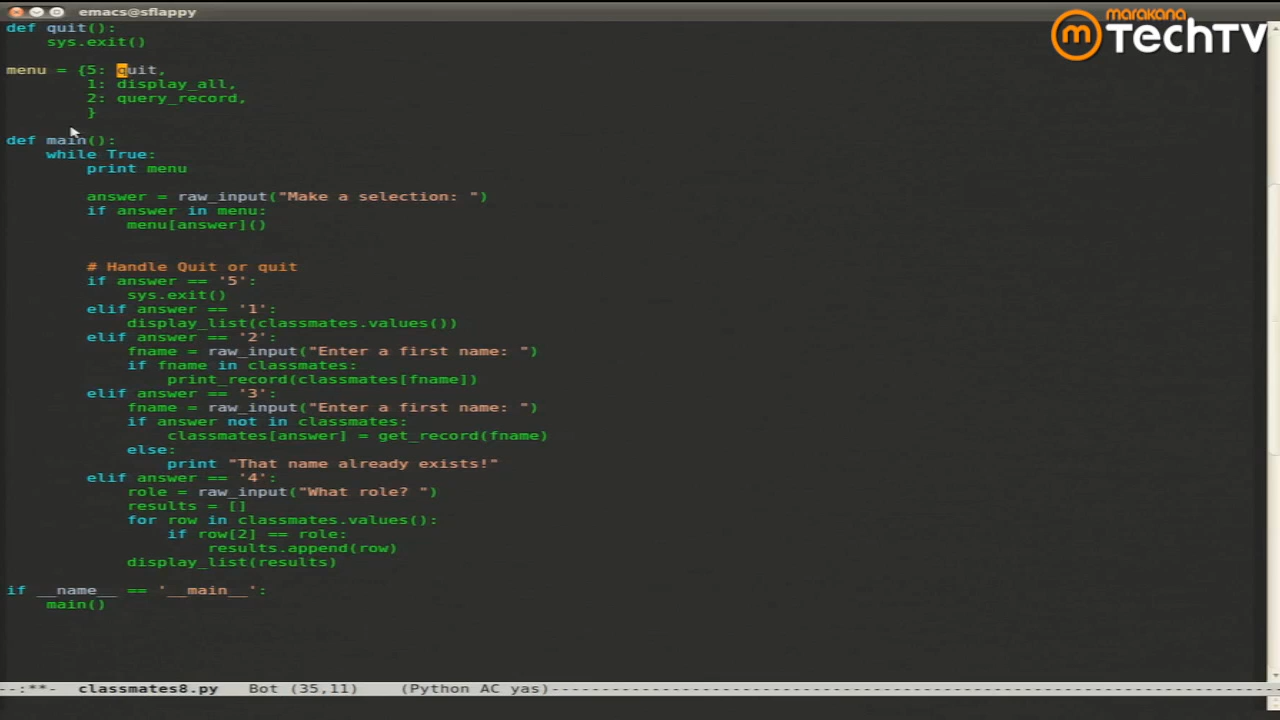 emacs@sflappy
marakana
TechTV
def quit():
    sys.exit()

menu = {5: quit,
        1: display_all,
        2: query_record,
        }

def main():
    while True:
        print menu

        answer = raw_input("Make a selection: ")
        if answer in menu:
            menu[answer]()


        # Handle Quit or quit
        if answer == '5':
            sys.exit()
        elif answer == '1':
            display_list(classmates.values())
        elif answer == '2':
            fname = raw_input("Enter a first name: ")
            if fname in classmates:
                print_record(classmates[fname])
        elif answer == '3':
            fname = raw_input("Enter a first name: ")
            if answer not in classmates:
                classmates[answer] = get_record(fname)
            else:
                print "That name already exists!"
        elif answer == '4':
            role = raw_input("What role? ")
            results = []
            for row in classmates.values():
                if row[2] == role:
                    results.append(row)
            display_list(results)

if __name__ == '__main__':
    main()
--:**-  classmates8.py   Bot (35,11)    (Python AC yas)